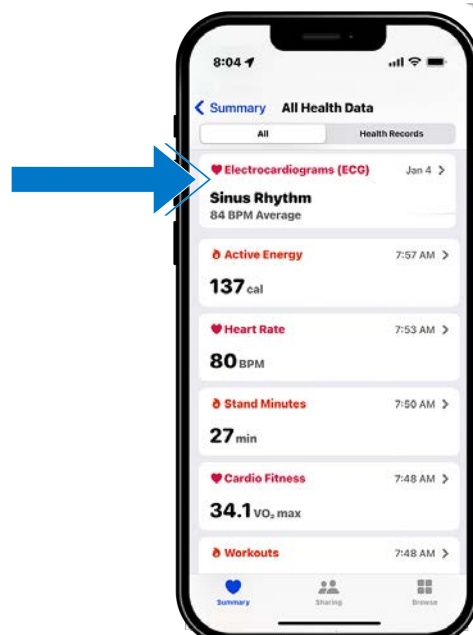 8:04
Summary All Health Data
All Health Records
Electrocardiograms (ECG) Jan 4
Sinus Rhythm
84 BPM Average
Active Energy 7:57 AM
137 cal
Heart Rate 7:53 AM
80 BPM
Stand Minutes 7:50 AM
27 min
Cardio Fitness 7:48 AM
34.1 VO₂ max
Workouts 7:48 AM
Summary Sharing Browse